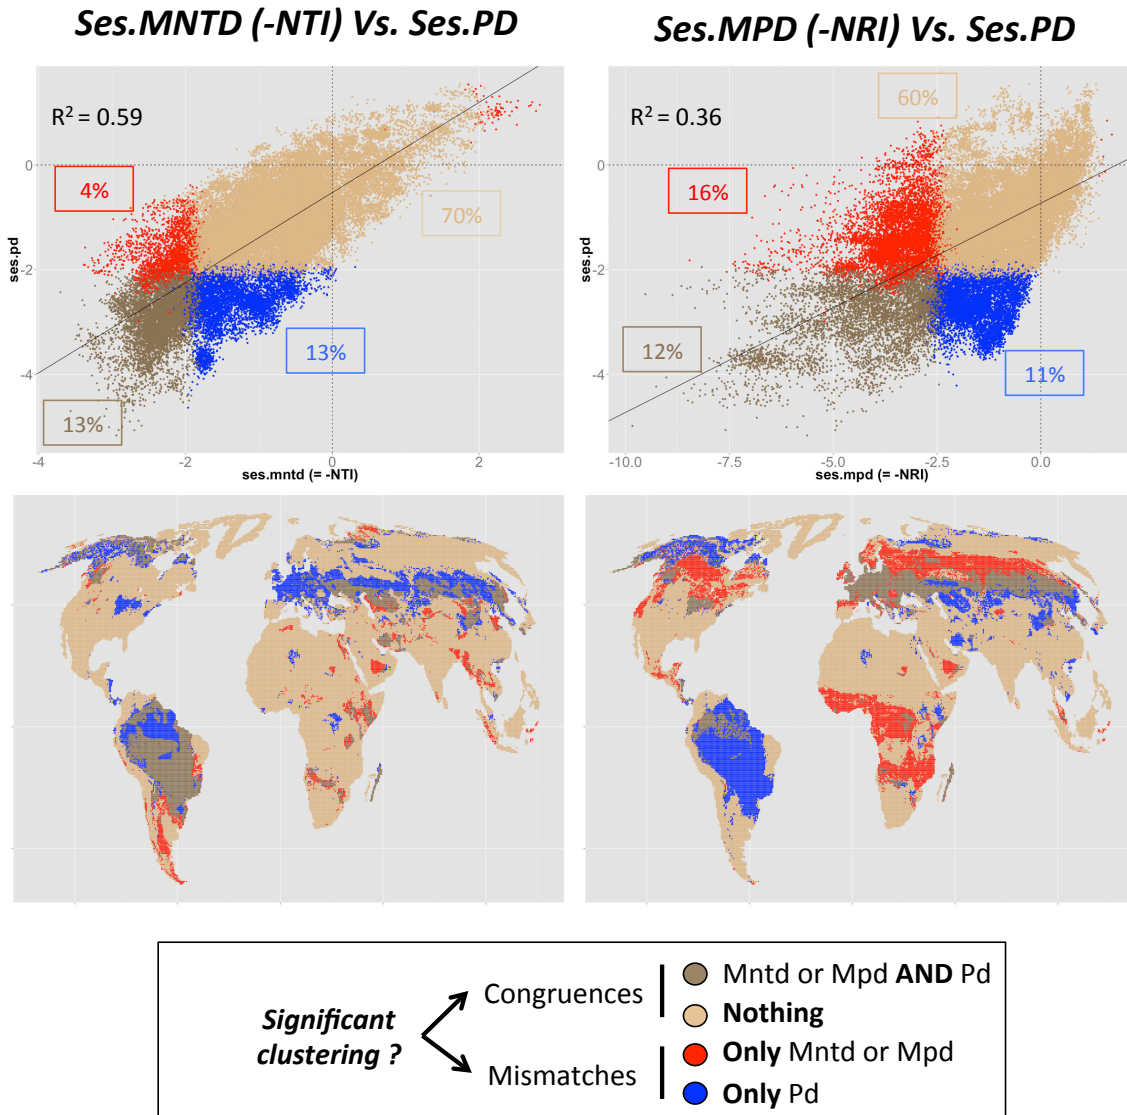 Ses.MNTD (-NTI) Vs. Ses.PD
Ses.MPD (-NRI) Vs. Ses.PD
R² = 0.59
4%
70%
13%
13%
0
-2
-4
ses.pd
-4
-2
0
2
ses.mntd (= -NTI)
R² = 0.36
60%
16%
12%
11%
0
-2
-4
ses.pd
-10.0
-7.5
-5.0
-2.5
0.0
ses.mpd (= -NRI)
Significant
clustering ?
Congruences
Mismatches
Mntd or Mpd AND Pd
Nothing
Only Mntd or Mpd
Only Pd